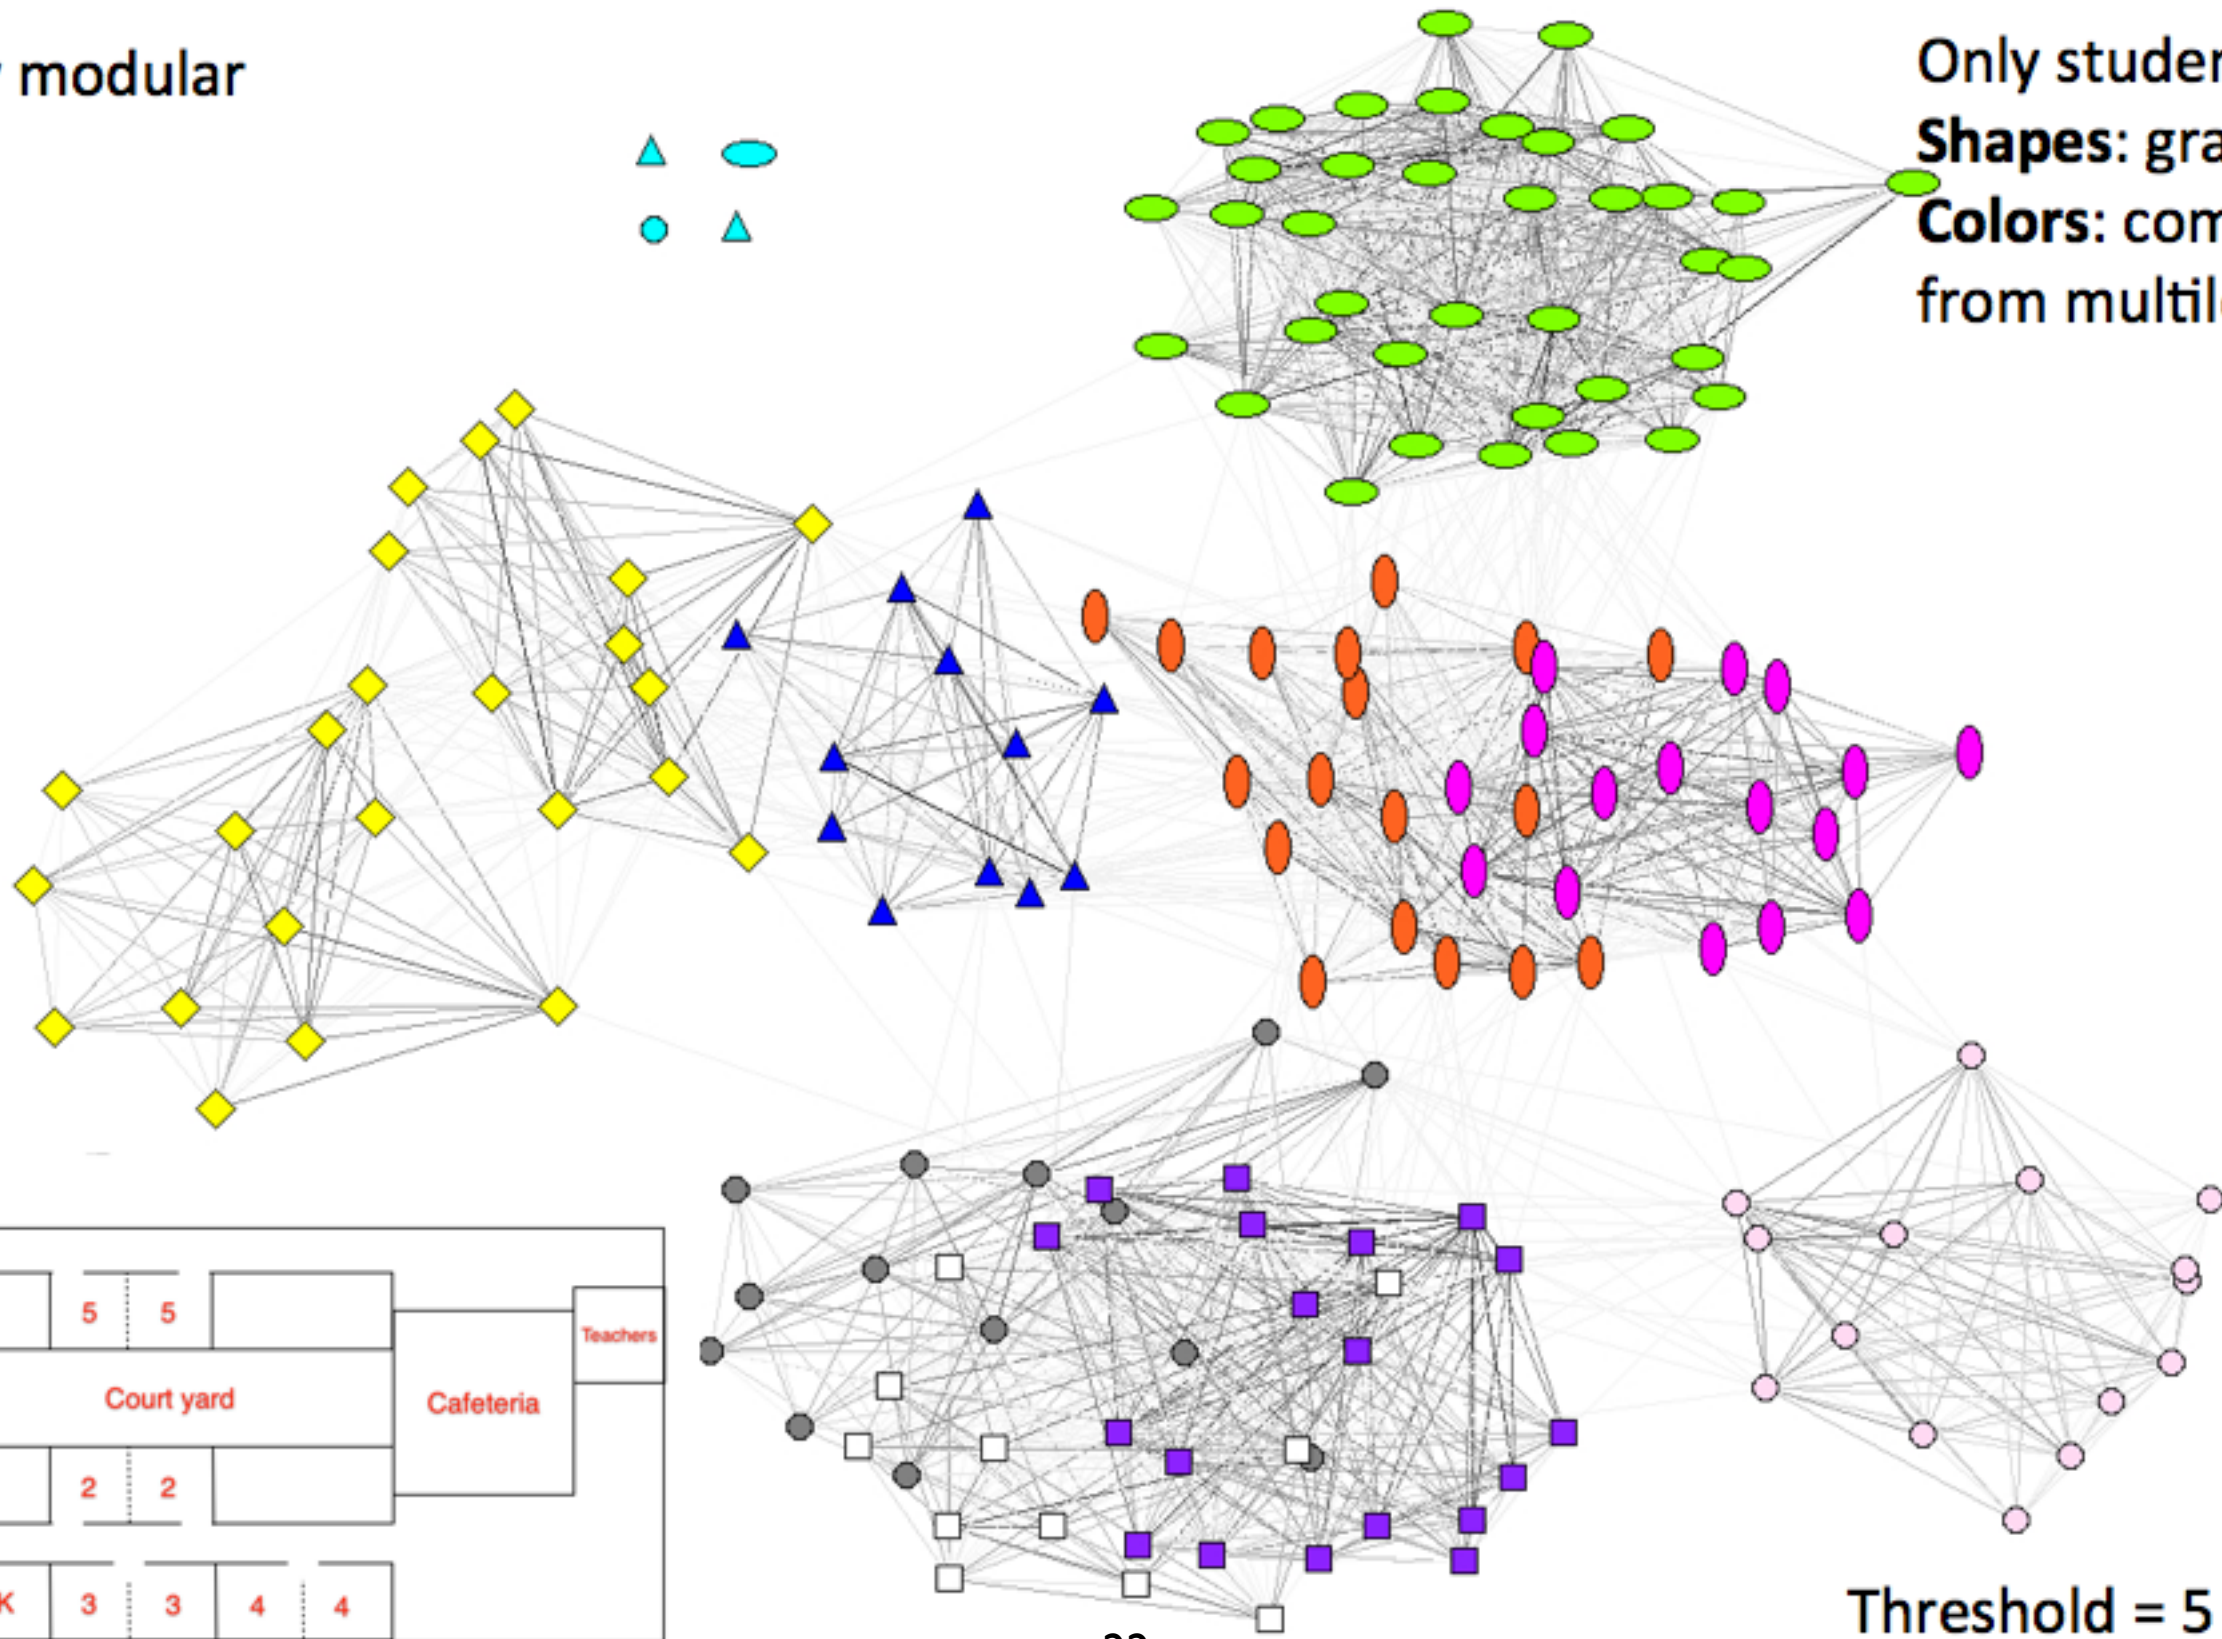 modular
Only studen
Shapes: gra
Colors: com
from multile
5 5
Teachers
Court yard
Cafeteria
2 2
K 3 3 4 4
Threshold = 5